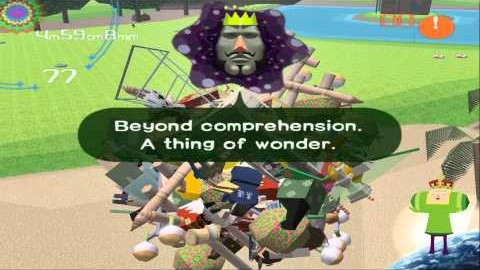 4m59cm8mm
77
Beyond comprehension.
A thing of wonder.